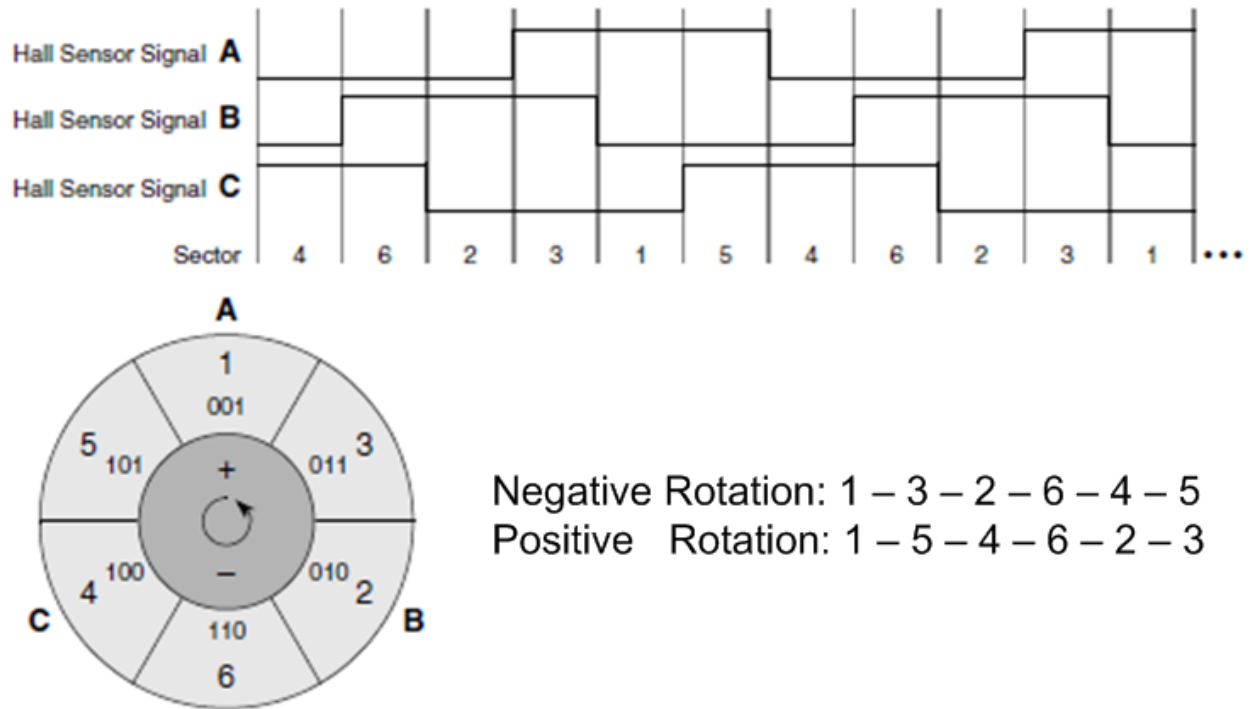 Hall Sensor Signal A
Hall Sensor Signal B
Hall Sensor Signal C
Sector 4 6 2 3 1 5 4 6 2 3 1 •••
A
1
001
5 101 + 011 3
4 100 − 010 2
C 110 B
6
Negative Rotation: 1 – 3 – 2 – 6 – 4 – 5
Positive Rotation: 1 – 5 – 4 – 6 – 2 – 3